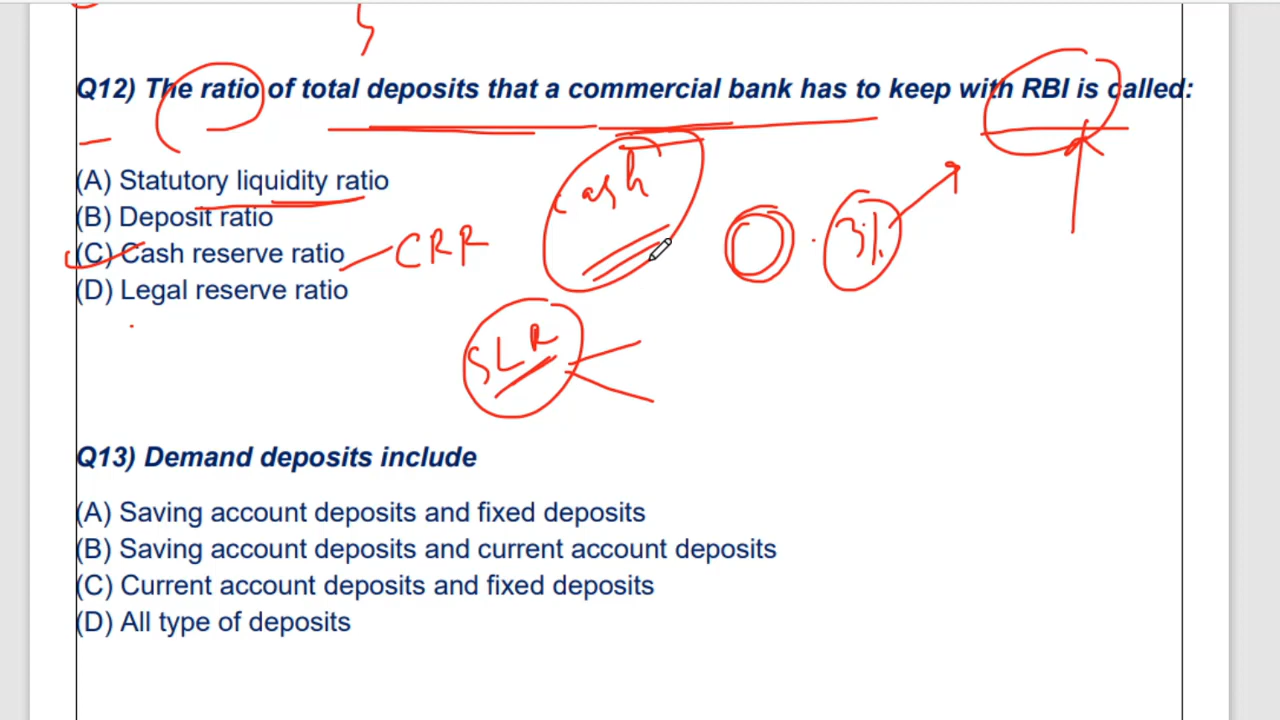 Q12) The ratio of total deposits that a commercial bank has to keep with RBI is called:
cash
(A) Statutory liquidity ratio
(B) Deposit ratio
3%
(C) Cash reserve ratio CRR
(D) Legal reserve ratio
SLR
Q13) Demand deposits include
(A) Saving account deposits and fixed deposits
(B) Saving account deposits and current account deposits
(C) Current account deposits and fixed deposits
(D) All type of deposits